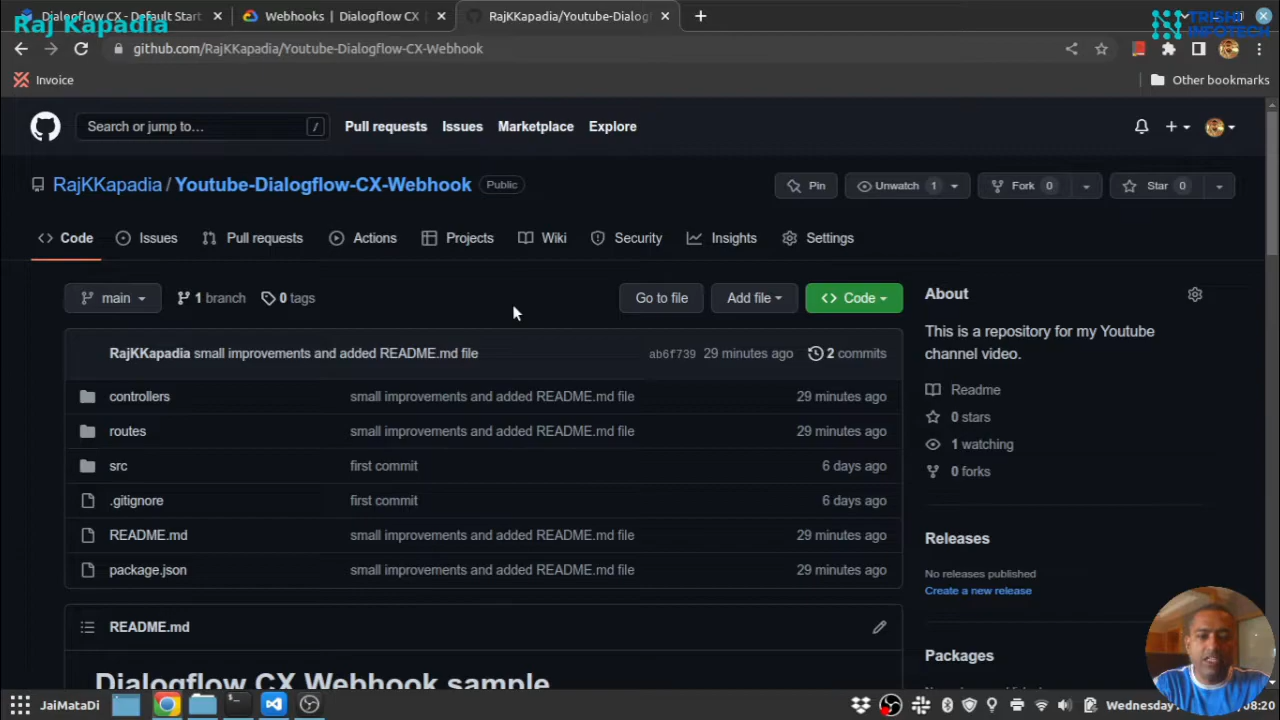 Dialogflow CX - Default Start
Webhooks | Dialogflow CX
RajKKapadia/Youtube-Dialog
Raj Kapadia
TRISHI INFOTECH
github.com/RajKKapadia/Youtube-Dialogflow-CX-Webhook
Invoice
Other bookmarks
Search or jump to...
/
Pull requests
Issues
Marketplace
Explore
RajKKapadia / Youtube-Dialogflow-CX-Webhook
Public
Pin
Unwatch 1
Fork 0
Star 0
Code
Issues
Pull requests
Actions
Projects
Wiki
Security
Insights
Settings
main
1 branch
0 tags
Go to file
Add file
Code
RajKKapadia small improvements and added README.md file ab6f739 29 minutes ago 2 commits
controllers small improvements and added README.md file 29 minutes ago
routes small improvements and added README.md file 29 minutes ago
src first commit 6 days ago
.gitignore first commit 6 days ago
README.md small improvements and added README.md file 29 minutes ago
package.json small improvements and added README.md file 29 minutes ago
README.md
Dialogflow CX Webhook sample
About
This is a repository for my Youtube
channel video.
Readme
0 stars
1 watching
0 forks
Releases
No releases published
Create a new release
Packages
JaiMataDi
Wednesday
08:20